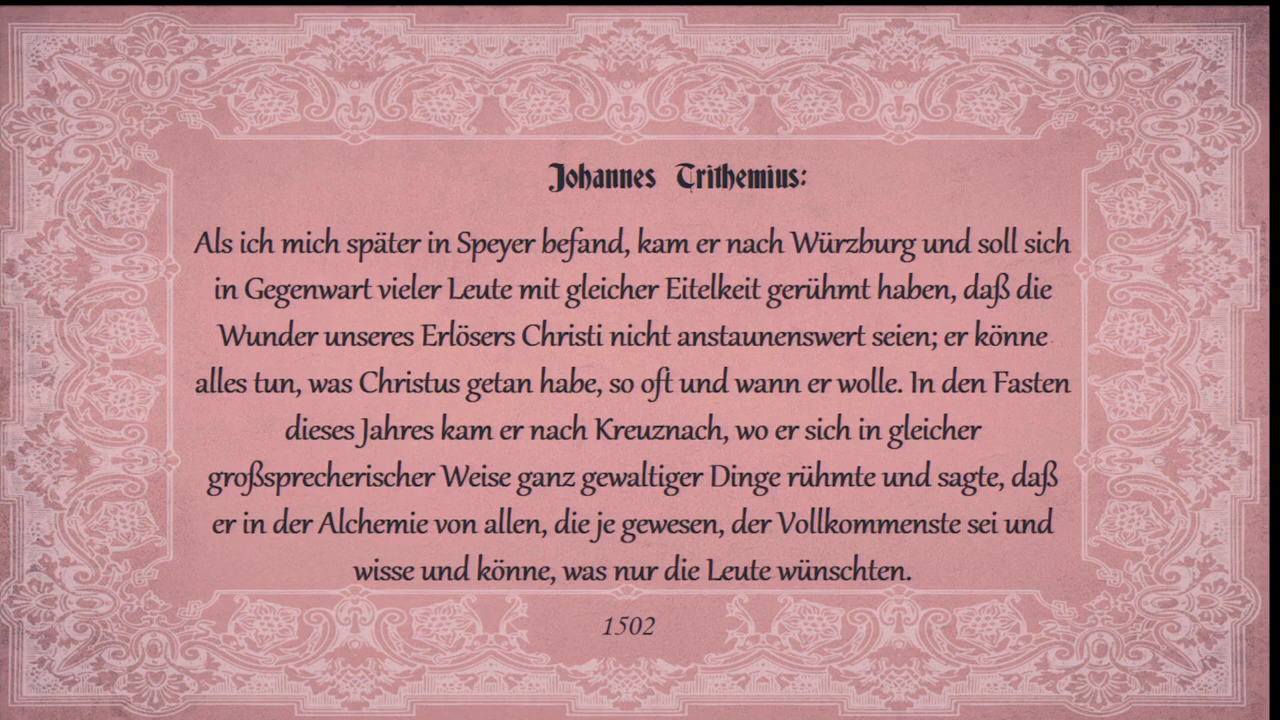 Johannes Trithemius:
Als ich mich später in Speyer befand, kam er nach Würzburg und soll sich
in Gegenwart vieler Leute mit gleicher Eitelkeit gerühmt haben, daß die
Wunder unseres Erlösers Christi nicht anstaunenswert seien; er könne
alles tun, was Christus getan habe, so oft und wann er wolle. In den Fasten
dieses Jahres kam er nach Kreuznach, wo er sich in gleicher
großsprecherischer Weise ganz gewaltiger Dinge rühmte und sagte, daß
er in der Alchemie von allen, die je gewesen, der Vollkommenste sei und
wisse und könne, was nur die Leute wünschten.
1502